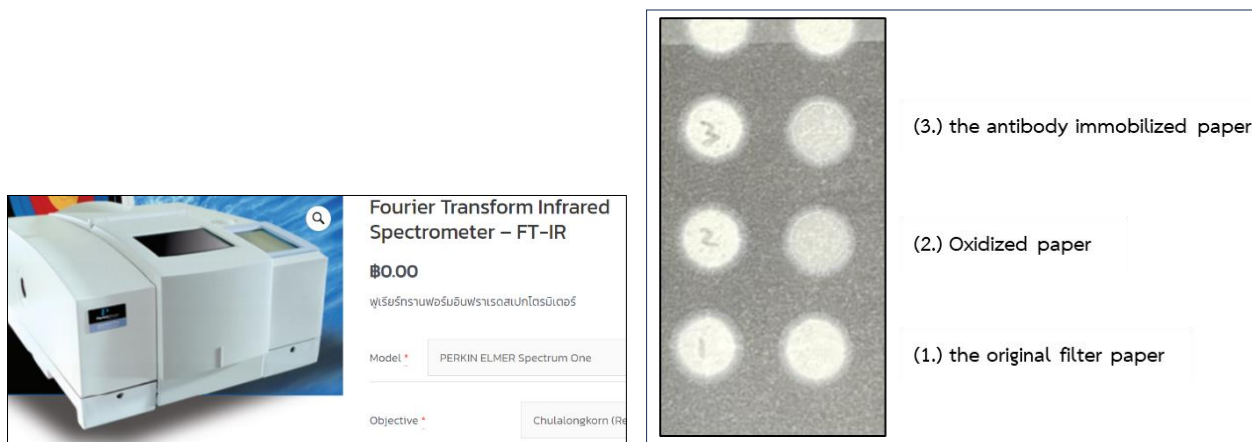 Fourier Transform Infrared
Spectrometer – FT-IR
฿0.00
ฟูเรียร์ทรานฟอร์มอินฟราเรดสเปกโตรมิเตอร์
Model *
PERKIN ELMER Spectrum One
Objective *
Chulalongkorn (Re
3
2
1
(3.) the antibody immobilized paper
(2.) Oxidized paper
(1.) the original filter paper